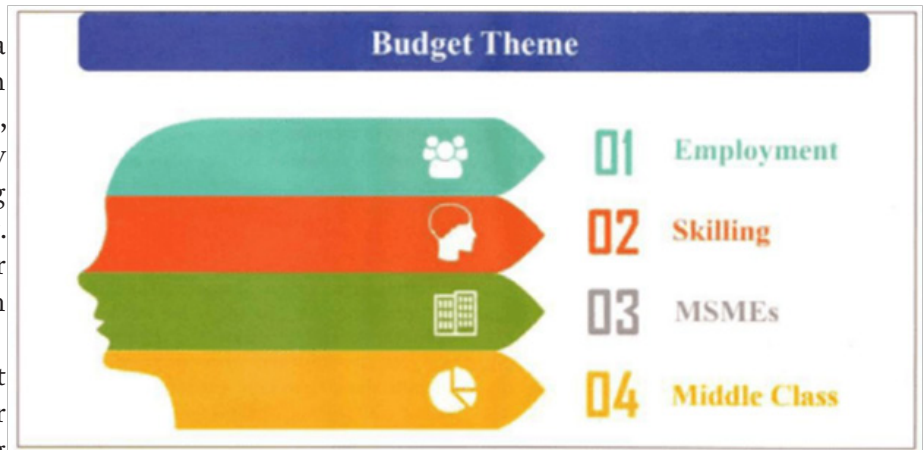 Budget Theme
01 Employment
02 Skilling
03 MSMEs
04 Middle Class